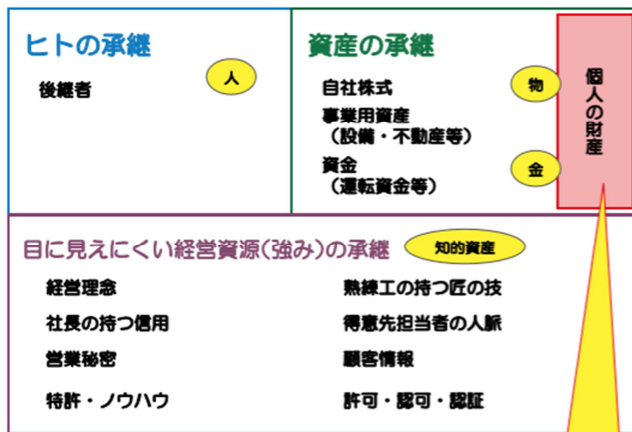 ヒトの承継
人
後継者
資産の承継
自社株式
物
事業用資産
（設備・不動産等）
資金
（運転資金等）
金
個人の財産
目に見えにくい経営資源(強み)の承継
知的資産
経営理念
社長の持つ信用
営業秘密
特許・ノウハウ
熟練工の持つ匠の技
得意先担当者の人脈
顧客情報
許可・認可・認証